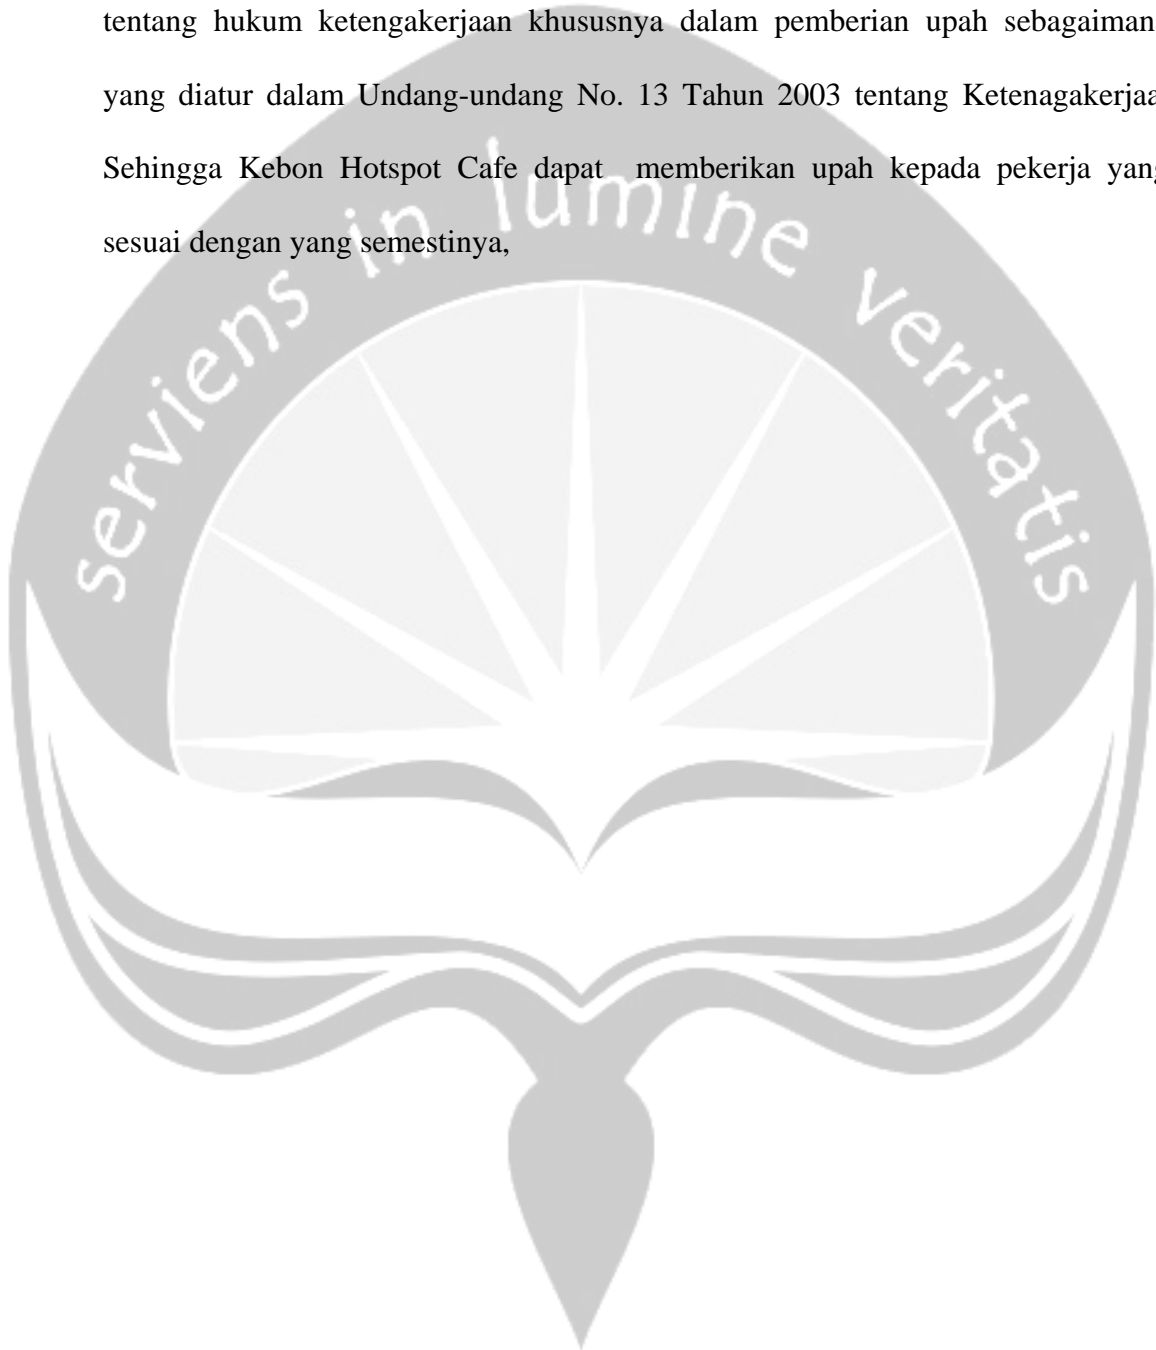 tentang hukum ketengakerjaan khususnya dalam pemberian upah sebagaiman
yang diatur dalam Undang-undang No. 13 Tahun 2003 tentang Ketenagakerjaa
Sehingga Kebon Hotspot Cafe dapat memberikan upah kepada pekerja yang
sesuai dengan yang semestinya,
serviens in lumine veritatis